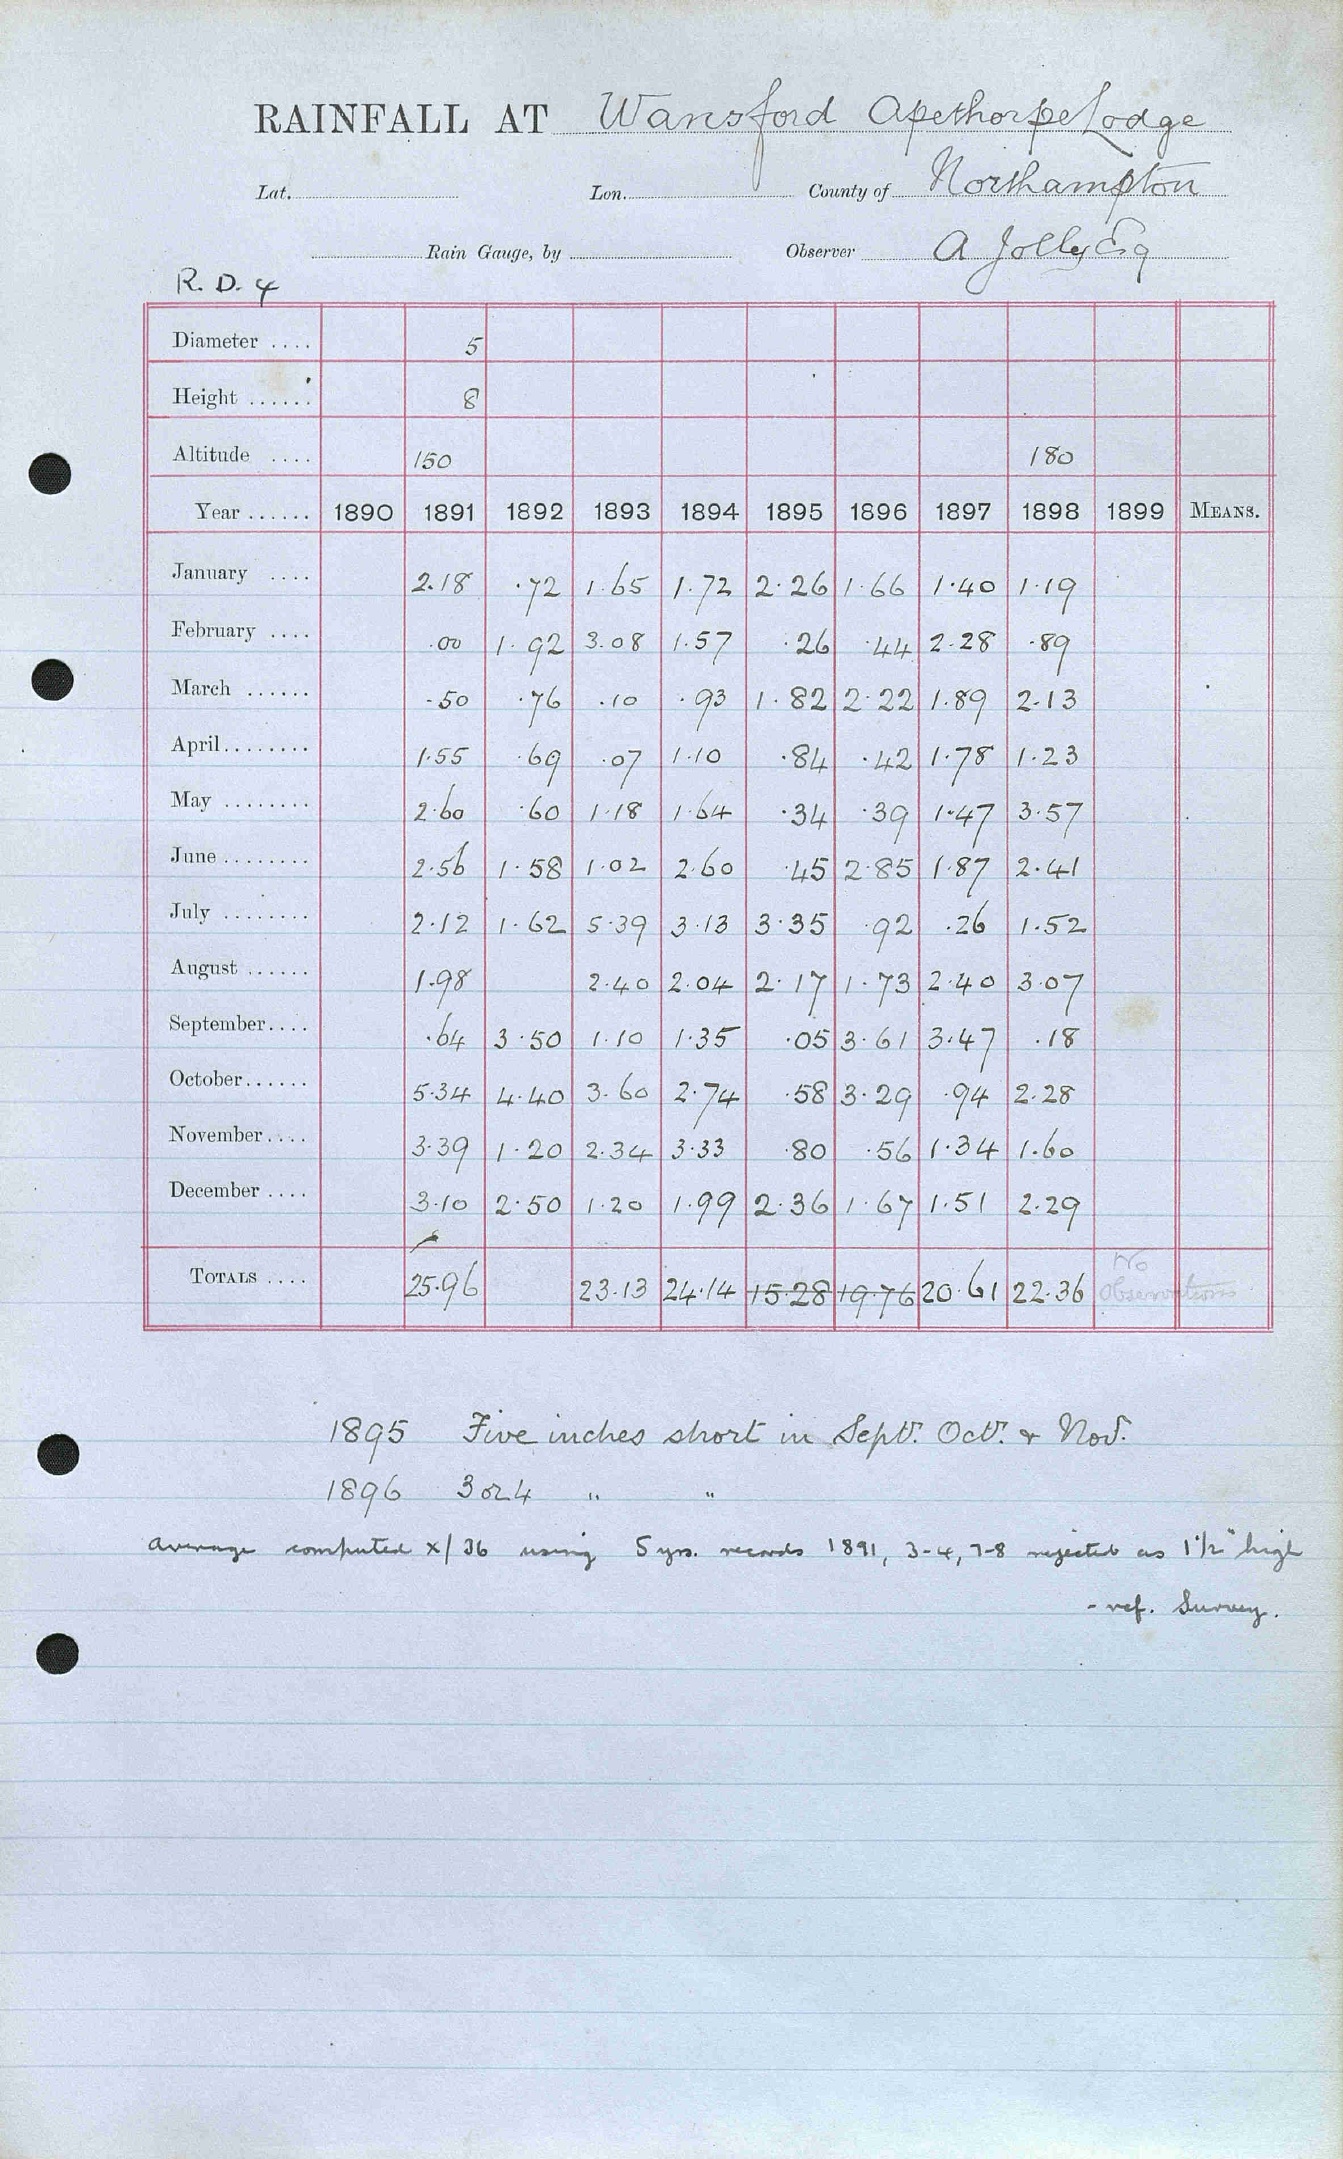 RAINFALL AT Wansford Apethorpe Lodge
Lat. Lon. County of Northampton
Rain Gauge, by Observer A Jolly Esq
R. D. 4
Diameter .... 5
Height ...... 8
Altitude .... 150 180
Year ...... 1890 1891 1892 1893 1894 1895 1896 1897 1898 1899 MEANS.
January .... 2.18 .72 1.65 1.72 2.26 1.66 1.40 1.19
February .... .00 1.92 3.08 1.57 .26 .44 2.28 .89
March ...... .50 .76 .10 .93 1.82 2.22 1.89 2.13
April........ 1.55 .69 .07 1.10 .84 .42 1.78 1.23
May ........ 2.60 .60 1.18 1.64 .34 .39 1.47 3.57
June ........ 2.56 1.58 1.02 2.60 .45 2.85 1.87 2.41
July ........ 2.12 1.62 5.39 3.13 3.35 .92 .26 1.52
August ...... 1.98 2.40 2.04 2.17 1.73 2.40 3.07
September.... .64 3.50 1.10 1.35 .05 3.61 3.47 .18
October...... 5.34 4.40 3.60 2.74 .58 3.29 .94 2.28
November.... 3.39 1.20 2.34 3.33 .80 .56 1.34 1.60
December .... 3.10 2.50 1.20 1.99 2.36 1.67 1.51 2.29
TOTALS .... 25.96 23.13 24.14 15.28 19.76 20.61 22.36 No Observations
1895 Five inches short in Sept. Oct. & Nov.
1896 3 or 4 " "
Average computed x/36 using 5 yrs. records 1891, 3-4, 7-8 rejected as 1 1/2" high
- ref. Survey.